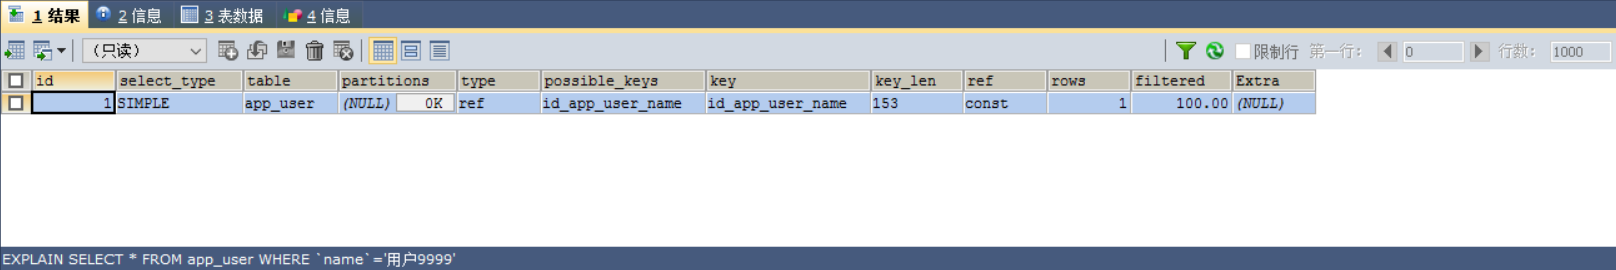 1 结果 2 信息 3 表数据 4 信息
（只读） 限制行 第一行: 0 行数: 1000
id select_type table partitions type possible_keys key key_len ref rows filtered Extra
1 SIMPLE app_user (NULL) 0K ref id_app_user_name id_app_user_name 153 const 1 100.00 (NULL)
EXPLAIN SELECT * FROM app_user WHERE `name`='用户9999'